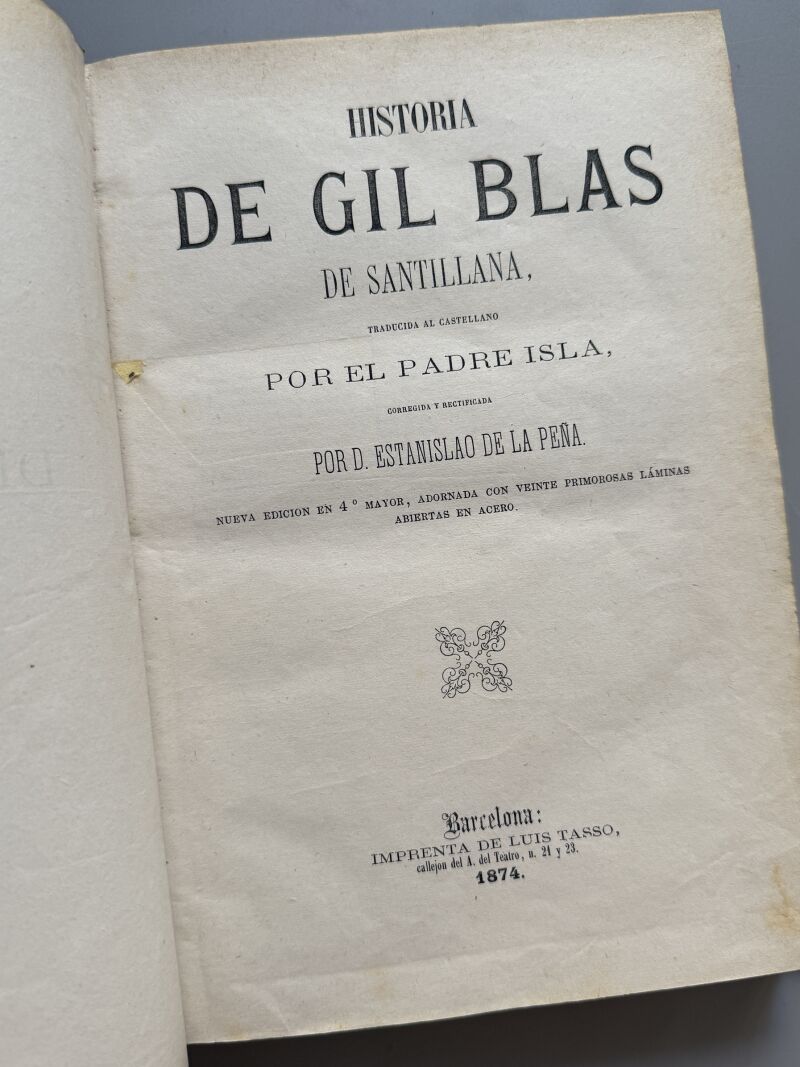 HISTORIA
DE GIL BLAS
DE SANTILLANA,
TRADUCIDA AL CASTELLANO
POR EL PADRE ISLA,
CORREGIDA Y RECTIFICADA
POR D. ESTANISLAO DE LA PEÑA.
NUEVA EDICION EN 4º MAYOR, ADORNADA CON VEINTE PRIMOROSAS LÁMINAS
ABIERTAS EN ACERO.
Barcelona:
IMPRENTA DE LUIS TASSO,
callejon del A. del Teatro, n. 21 y 23.
1874.